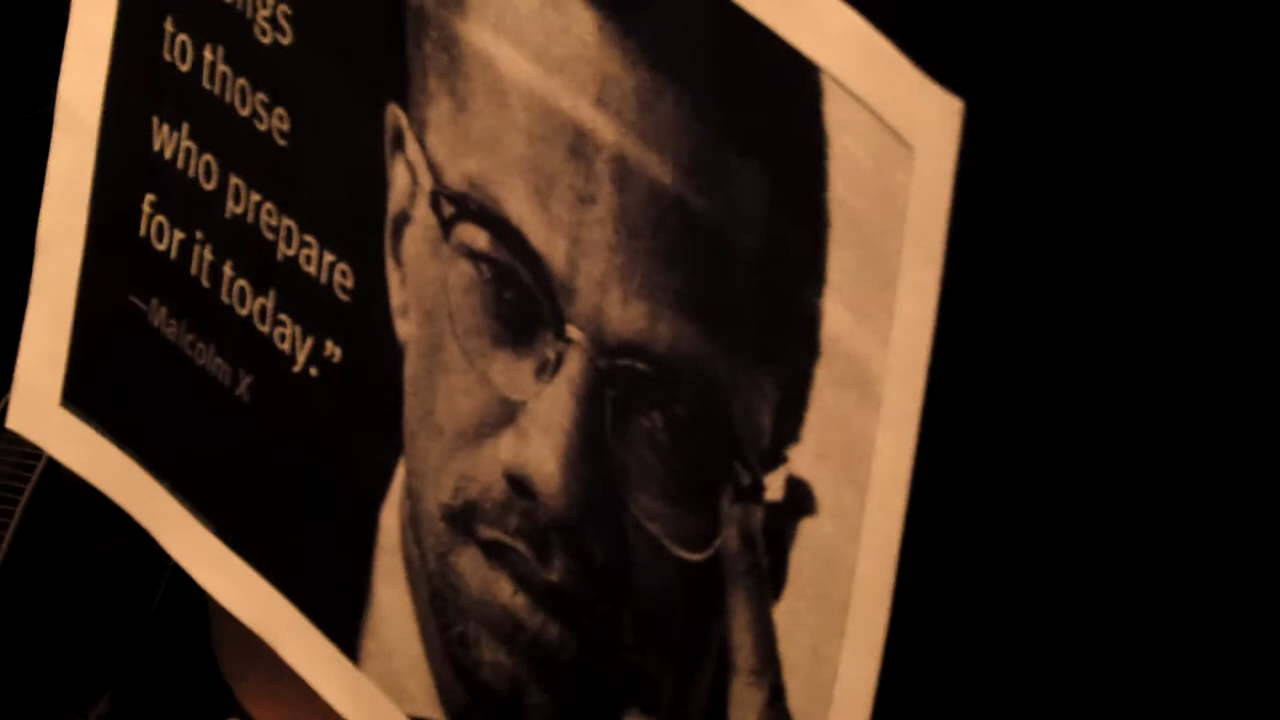 to those
who prepare
for it today.”
—Malcolm X